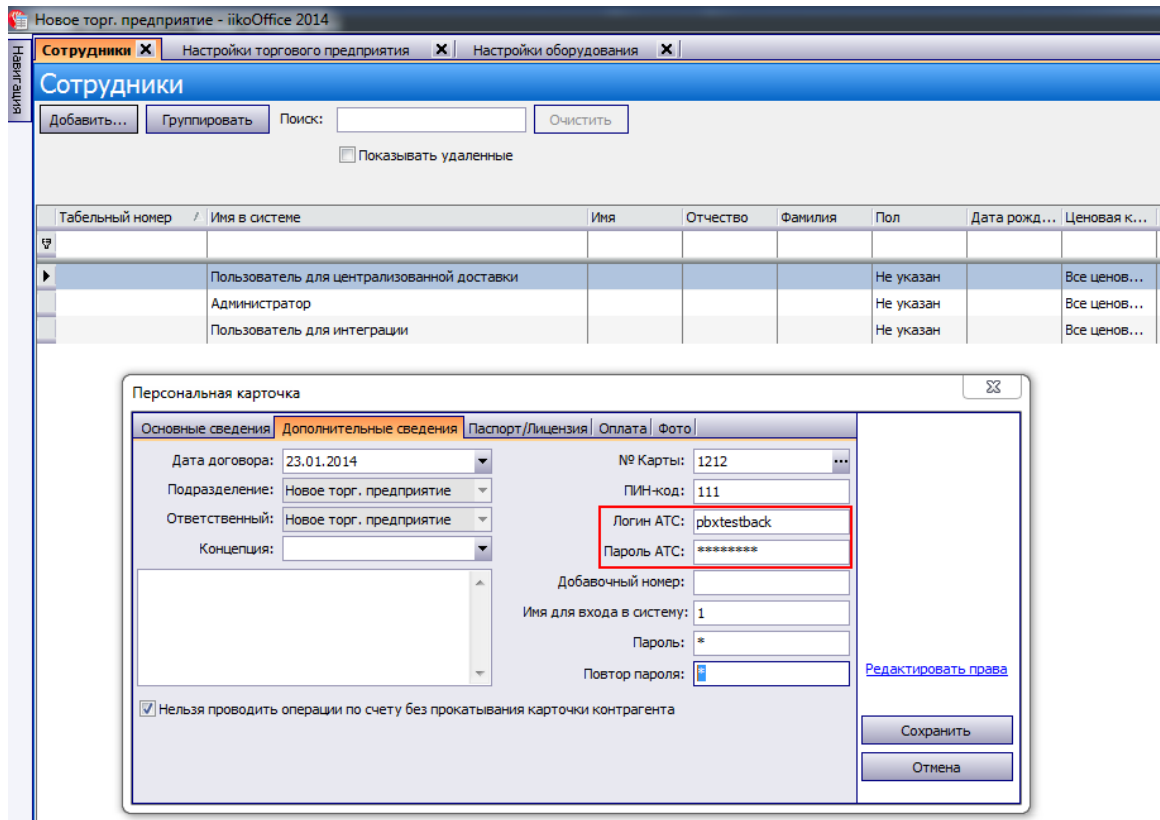 Новое торг. предприятие - iikoOffice 2014
Навигация
Сотрудники Настройки торгового предприятия Настройки оборудования
Сотрудники
Добавить... Группировать Поиск: Очистить
Показывать удаленные
Табельный номер Имя в системе Имя Отчество Фамилия Пол Дата рожд... Ценовая к...
Пользователь для централизованной доставки Не указан Все ценов...
Администратор Не указан Все ценов...
Пользователь для интеграции Не указан Все ценов...
Персональная карточка
Основные сведения Дополнительные сведения Паспорт/Лицензия Оплата Фото
Дата договора: 23.01.2014 № Карты: 1212 ...
Подразделение: Новое торг. предприятие ПИН-код: 111
Ответственный: Новое торг. предприятие Логин АТС: pbxtestback
Концепция: Пароль АТС: ********
Добавочный номер:
Имя для входа в систему: 1
Пароль: *
Повтор пароля: *
Редактировать права
Нельзя проводить операции по счету без прокатывания карточки контрагента
Сохранить
Отмена